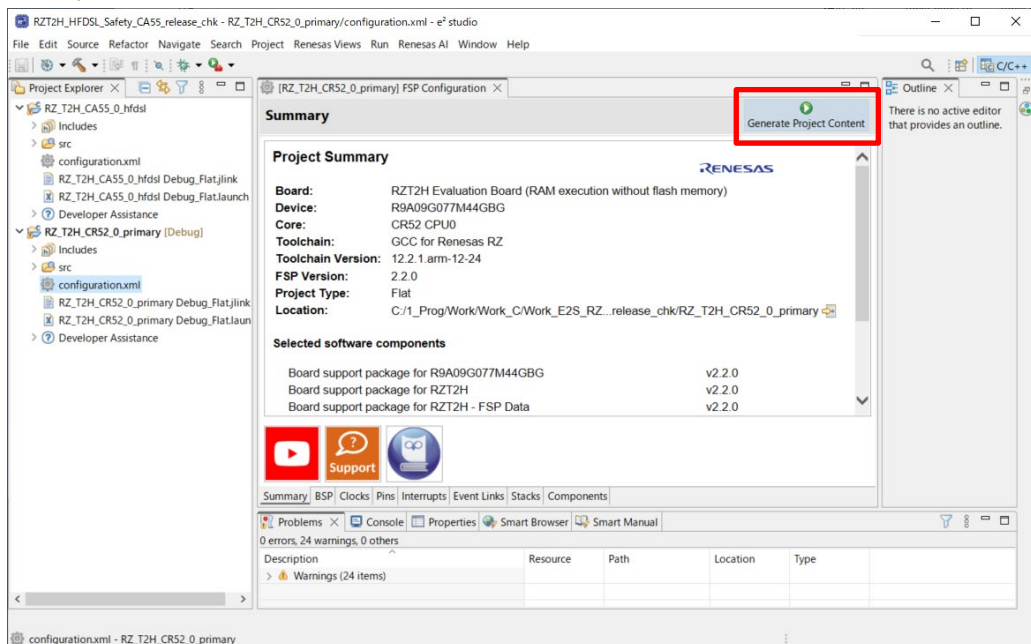 RZT2H_HFDSL_Safety_CA55_release_chk - RZ_T2H_CR52_0_primary/configuration.xml - e² studio
File Edit Source Refactor Navigate Search Project Renesas Views Run Renesas AI Window Help
C/C++
Project Explorer
RZ_T2H_CA55_0_hfdsl
Includes
src
configuration.xml
RZ_T2H_CA55_0_hfdsl Debug_Flat.jlink
RZ_T2H_CA55_0_hfdsl Debug_Flat.launch
Developer Assistance
RZ_T2H_CR52_0_primary [Debug]
Includes
src
configuration.xml
RZ_T2H_CR52_0_primary Debug_Flat.jlink
RZ_T2H_CR52_0_primary Debug_Flat.laun
Developer Assistance
[RZ_T2H_CR52_0_primary] FSP Configuration
Summary
Generate Project Content
Project Summary
RENESAS
Board: RZT2H Evaluation Board (RAM execution without flash memory)
Device: R9A09G077M44GBG
Core: CR52 CPU0
Toolchain: GCC for Renesas RZ
Toolchain Version: 12.2.1.arm-12-24
FSP Version: 2.2.0
Project Type: Flat
Location: C:/1_Prog/Work/Work_C/Work_E2S_RZ...release_chk/RZ_T2H_CR52_0_primary
Selected software components
Board support package for R9A09G077M44GBG v2.2.0
Board support package for RZT2H v2.2.0
Board support package for RZT2H - FSP Data v2.2.0
Support
Summary BSP Clocks Pins Interrupts Event Links Stacks Components
Outline
There is no active editor
that provides an outline.
Problems Console Properties Smart Browser Smart Manual
0 errors, 24 warnings, 0 others
Description Resource Path Location Type
Warnings (24 items)
configuration.xml - RZ_T2H_CR52_0_primary